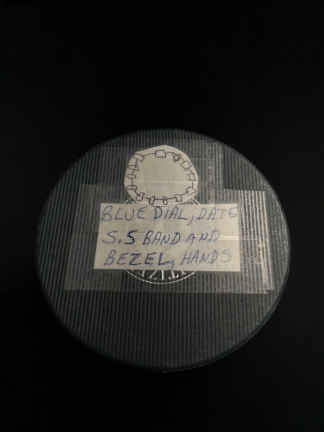 BLUE DIAL, DATE
S.S BAND AND
BEZEL, HANDS